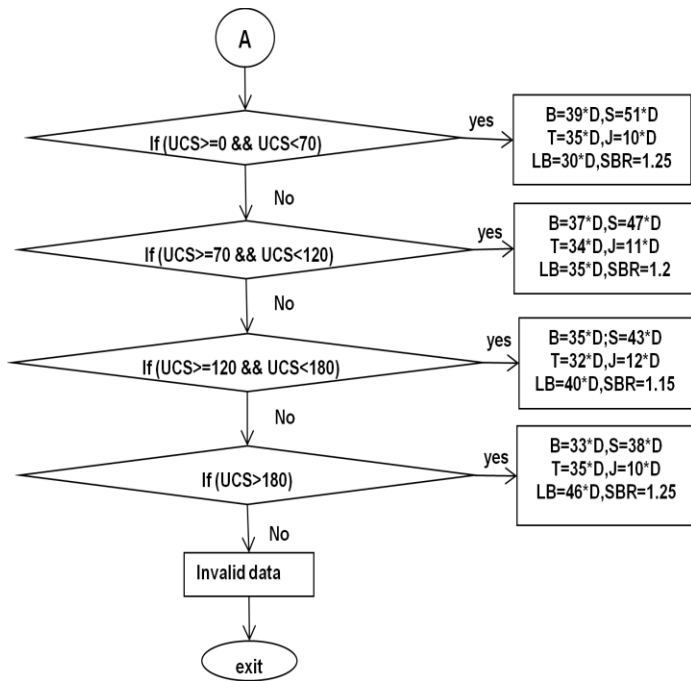 A
If (UCS>=0 && UCS<70)
yes
B=39*D,S=51*D
T=35*D,J=10*D
LB=30*D,SBR=1.25
No
If (UCS>=70 && UCS<120)
yes
B=37*D,S=47*D
T=34*D,J=11*D
LB=35*D,SBR=1.2
No
If (UCS>=120 && UCS<180)
yes
B=35*D;S=43*D
T=32*D,J=12*D
LB=40*D,SBR=1.15
No
If (UCS>180)
yes
B=33*D,S=38*D
T=35*D,J=10*D
LB=46*D,SBR=1.25
No
Invalid data
exit